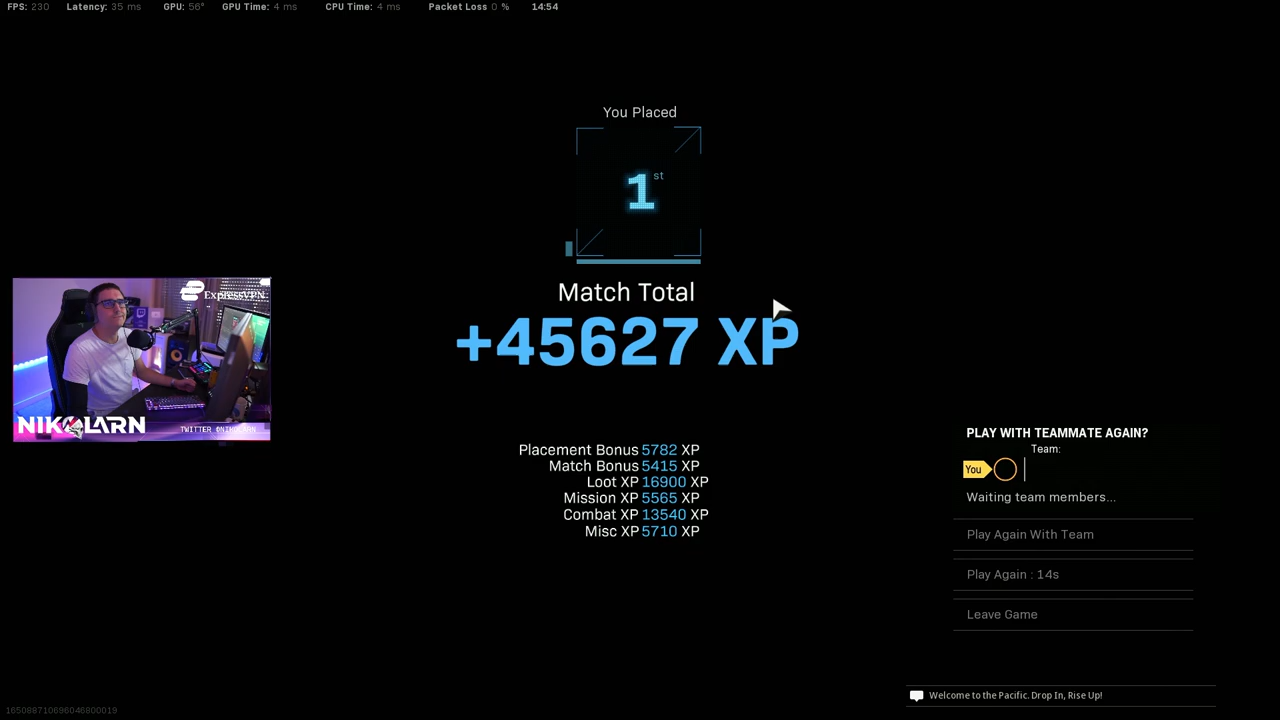 FPS: 230 Latency: 35 ms GPU: 56° GPU Time: 4 ms CPU Time: 4 ms Packet Loss 0 % 14:54
You Placed
1st
Match Total
+45627 XP
ExpressVPN
NIKOLARN
TWITTER @NIKOLARN
Placement Bonus 5782 XP
Match Bonus 5415 XP
Loot XP 16900 XP
Mission XP 5565 XP
Combat XP 13540 XP
Misc XP 5710 XP
PLAY WITH TEAMMATE AGAIN?
Team:
You
Waiting team members...
Play Again With Team
Play Again : 14s
Leave Game
Welcome to the Pacific. Drop In, Rise Up!